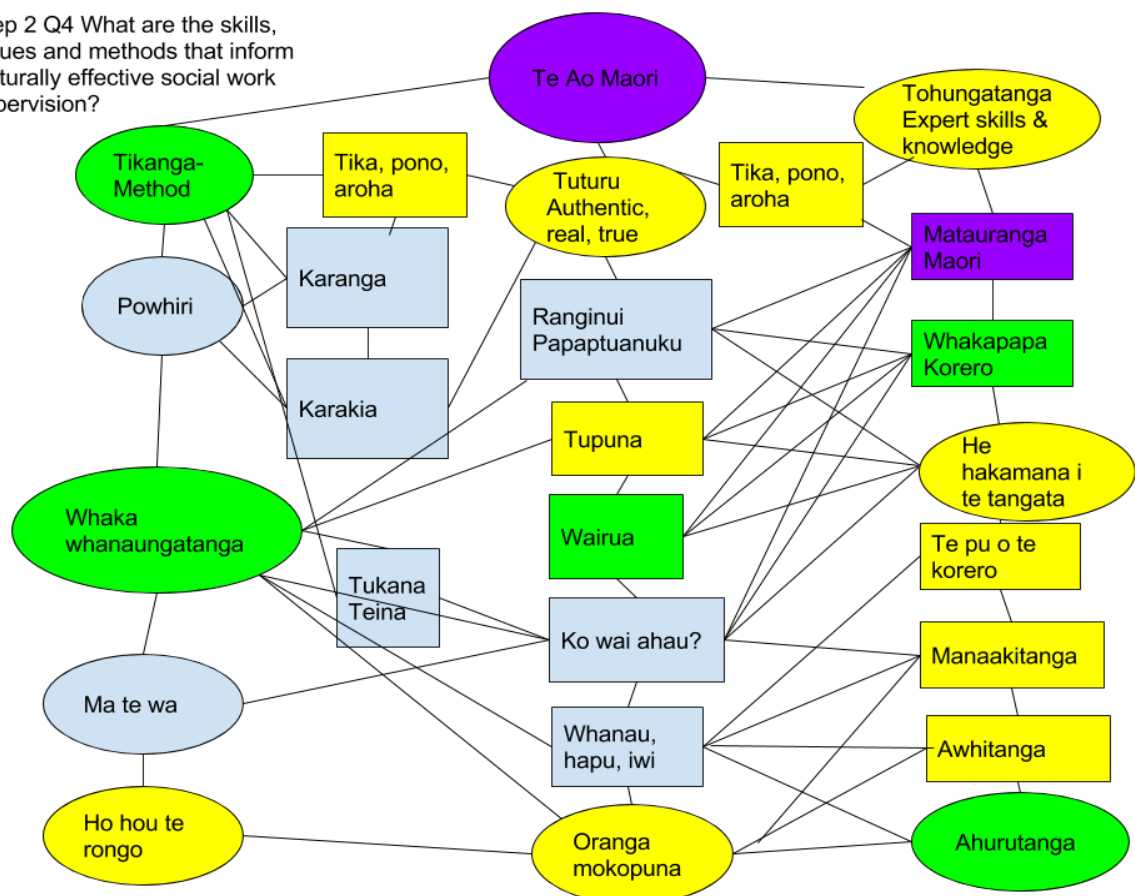 ep 2 Q4 What are the skills,
ues and methods that inform
turally effective social work
pervision?
Te Ao Maori
Tohungatanga
Expert skills &
knowledge
Tikanga-
Method
Tika, pono,
aroha
Tuturu
Authentic,
real, true
Tika, pono,
aroha
Matauranga
Maori
Powhiri
Karanga
Ranginui
Papaptuanuku
Whakapapa
Korero
Karakia
Tupuna
He
hakamana i
te tangata
Whaka
whanaungatanga
Wairua
Te pu o te
korero
Tukana
Teina
Ko wai ahau?
Manaakitanga
Ma te wa
Whanau,
hapu, iwi
Awhitanga
Ho hou te
rongo
Oranga
mokopuna
Ahurutanga